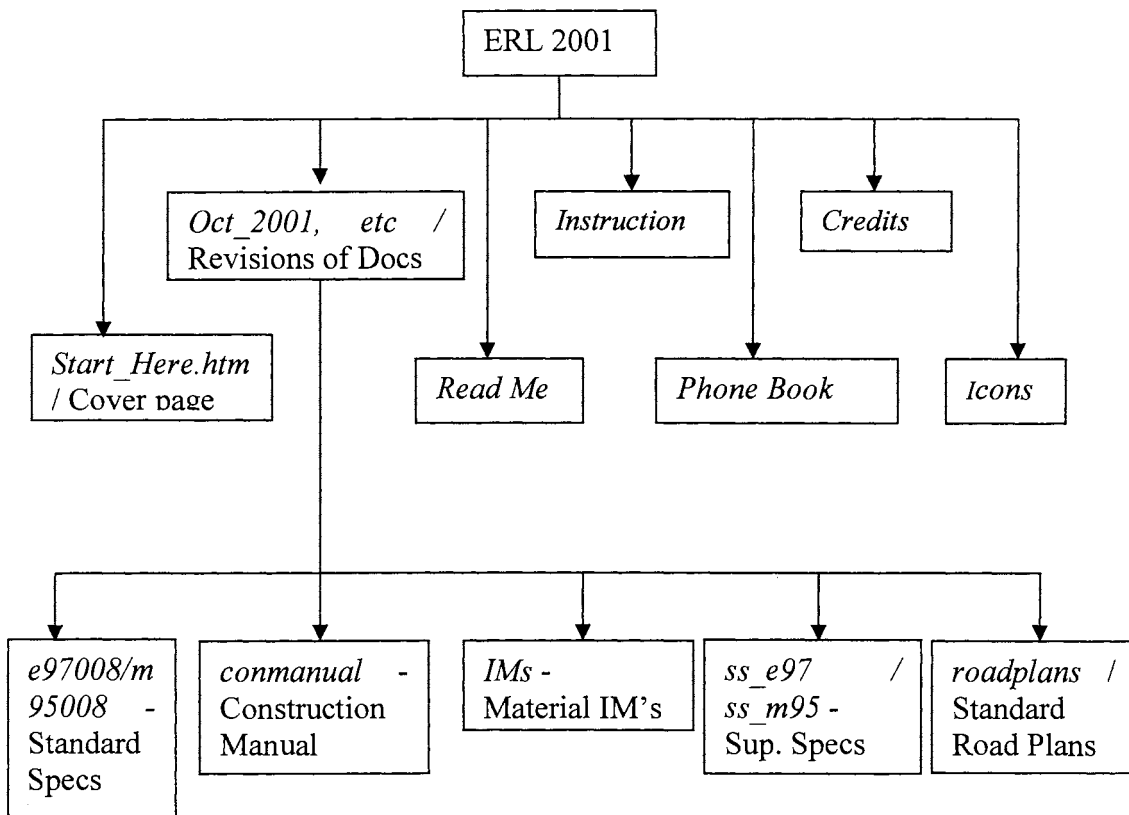 ERL 2001
Oct_2001, etc /
Revisions of Docs
Instruction
Credits
Start_Here.htm
/ Cover page
Read Me
Phone Book
Icons
e97008/m
95008 -
Standard
Specs
conmanual -
Construction
Manual
IMs -
Material IM's
ss_e97 /
ss_m95 -
Sup. Specs
roadplans /
Standard
Road Plans